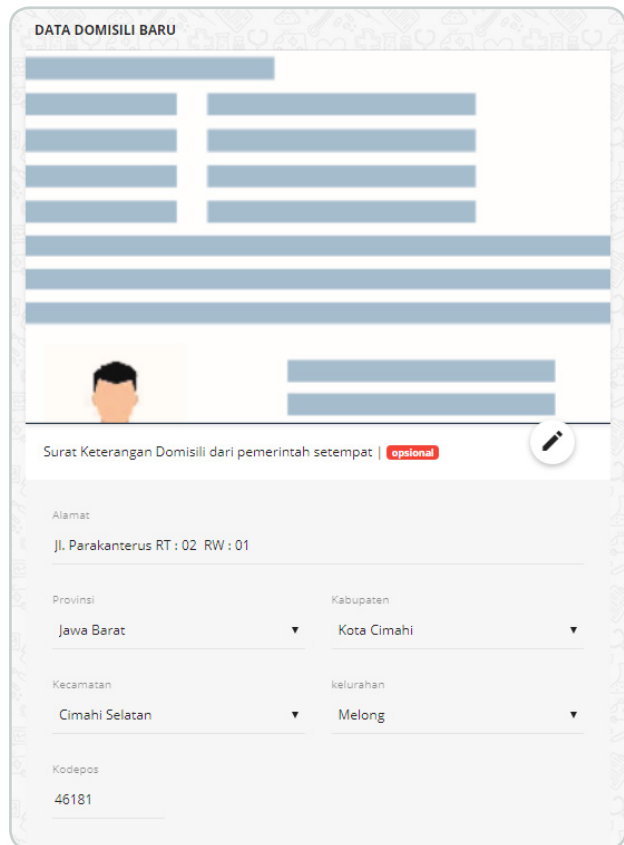 DATA DOMISILI BARU
Surat Keterangan Domisili dari pemerintah setempat | opsional
Alamat
Jl. Parakanterus RT : 02 RW : 01
Provinsi Kabupaten
Jawa Barat Kota Cimahi
Kecamatan kelurahan
Cimahi Selatan Melong
Kodepos
46181